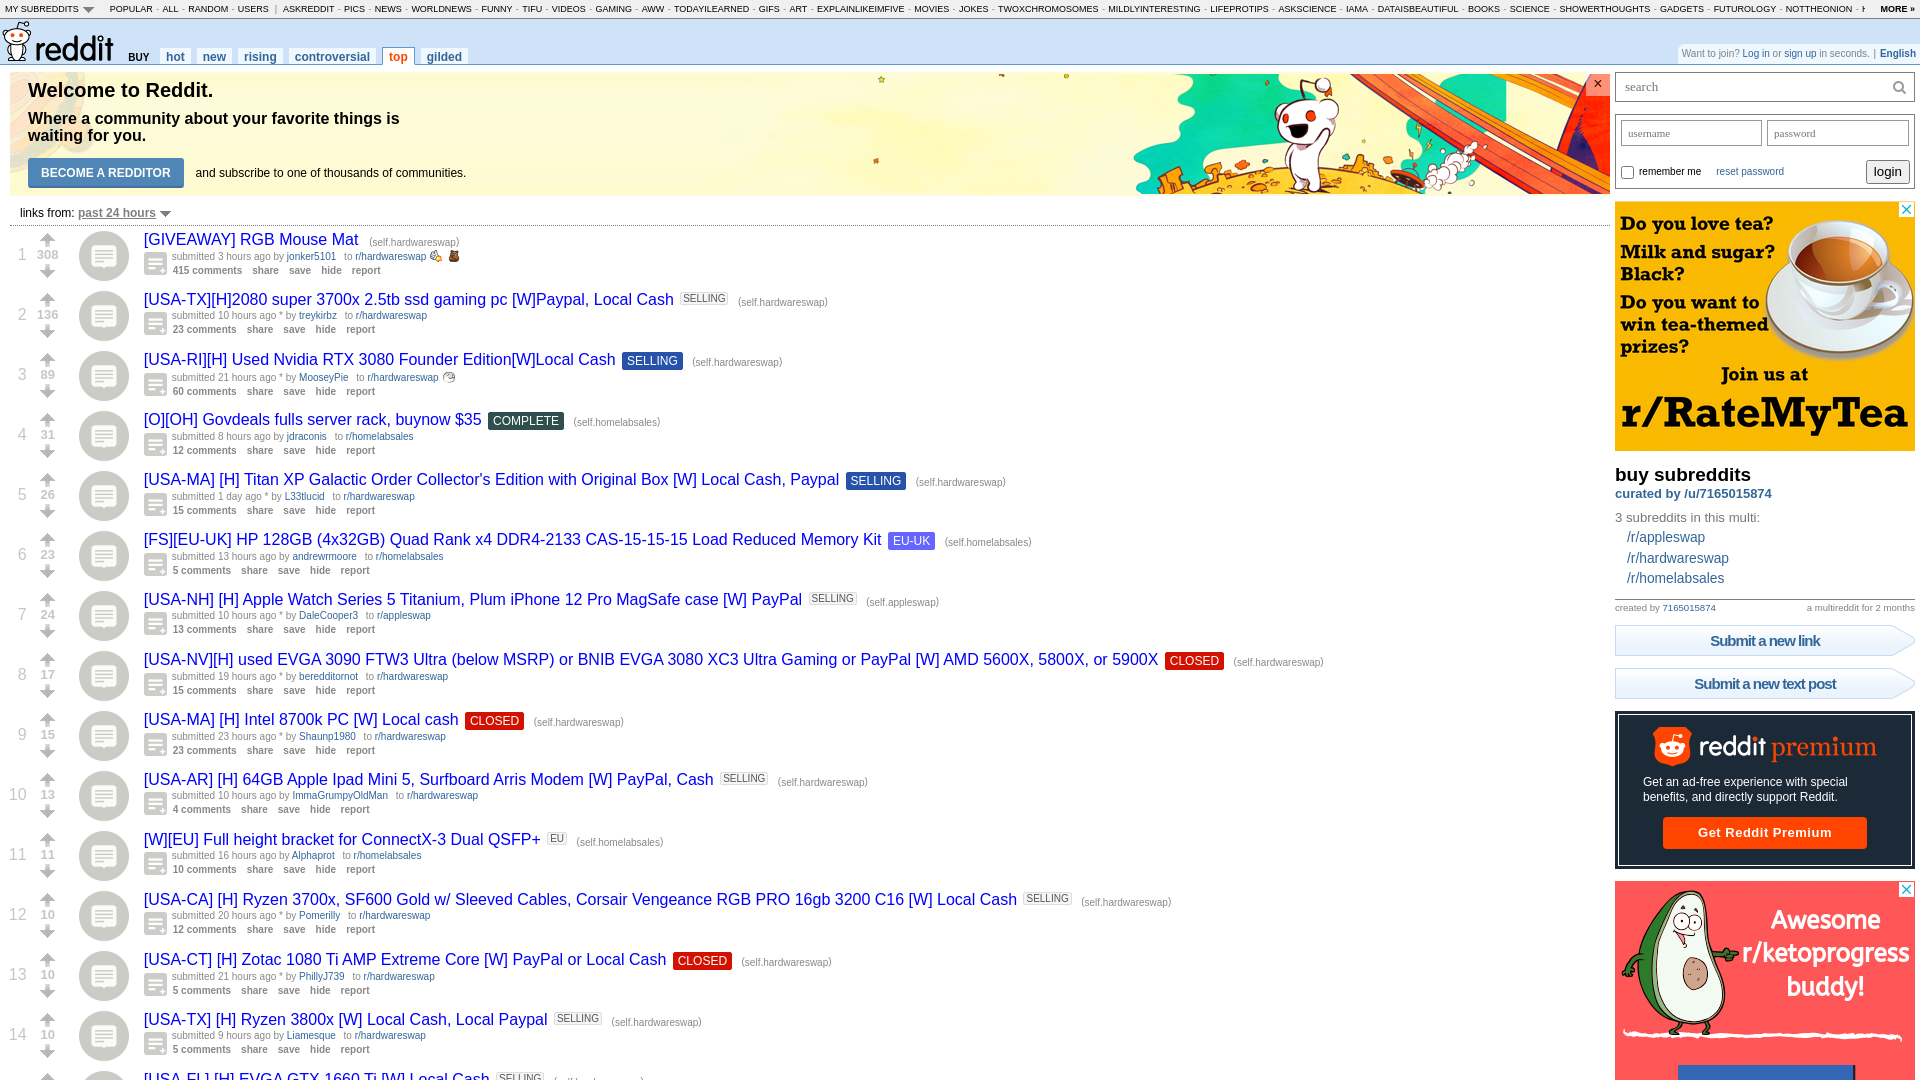 MY SUBREDDITS POPULAR - ALL - RANDOM - USERS | ASKREDDIT - PICS - NEWS - WORLDNEWS - FUNNY - TIFU - VIDEOS - GAMING - AWW - TODAYILEARNED - GIFS - ART - EXPLAINLIKEIMFIVE - MOVIES - JOKES - TWOXCHROMOSOMES - MILDLYINTERESTING - LIFEPROTIPS - ASKSCIENCE - IAMA - DATAISBEAUTIFUL - BOOKS - SCIENCE - SHOWERTHOUGHTS - GADGETS - FUTUROLOGY - NOTTHEONION - MORE »
reddit BUY hot new rising controversial top gilded
Want to join? Log in or sign up in seconds. | English
Welcome to Reddit.
Where a community about your favorite things is
waiting for you.
BECOME A REDDITOR and subscribe to one of thousands of communities.
×
links from: past 24 hours
1 308 [GIVEAWAY] RGB Mouse Mat (self.hardwareswap)
submitted 3 hours ago by jonker5101 to r/hardwareswap
415 comments share save hide report
2 136 [USA-TX][H]2080 super 3700x 2.5tb ssd gaming pc [W]Paypal, Local Cash SELLING (self.hardwareswap)
submitted 10 hours ago * by treykirbz to r/hardwareswap
23 comments share save hide report
3 89 [USA-RI][H] Used Nvidia RTX 3080 Founder Edition[W]Local Cash SELLING (self.hardwareswap)
submitted 21 hours ago * by MooseyPie to r/hardwareswap
60 comments share save hide report
4 31 [O][OH] Govdeals fulls server rack, buynow $35 COMPLETE (self.homelabsales)
submitted 8 hours ago by jdraconis to r/homelabsales
12 comments share save hide report
5 26 [USA-MA] [H] Titan XP Galactic Order Collector's Edition with Original Box [W] Local Cash, Paypal SELLING (self.hardwareswap)
submitted 1 day ago * by L33tlucid to r/hardwareswap
15 comments share save hide report
6 23 [FS][EU-UK] HP 128GB (4x32GB) Quad Rank x4 DDR4-2133 CAS-15-15-15 Load Reduced Memory Kit EU-UK (self.homelabsales)
submitted 13 hours ago by andrewrmoore to r/homelabsales
5 comments share save hide report
7 24 [USA-NH] [H] Apple Watch Series 5 Titanium, Plum iPhone 12 Pro MagSafe case [W] PayPal SELLING (self.appleswap)
submitted 10 hours ago * by DaleCooper3 to r/appleswap
13 comments share save hide report
8 17 [USA-NV][H] used EVGA 3090 FTW3 Ultra (below MSRP) or BNIB EVGA 3080 XC3 Ultra Gaming or PayPal [W] AMD 5600X, 5800X, or 5900X CLOSED (self.hardwareswap)
submitted 19 hours ago * by beredditornot to r/hardwareswap
15 comments share save hide report
9 15 [USA-MA] [H] Intel 8700k PC [W] Local cash CLOSED (self.hardwareswap)
submitted 23 hours ago * by Shaunp1980 to r/hardwareswap
23 comments share save hide report
10 13 [USA-AR] [H] 64GB Apple Ipad Mini 5, Surfboard Arris Modem [W] PayPal, Cash SELLING (self.hardwareswap)
submitted 10 hours ago by ImmaGrumpyOldMan to r/hardwareswap
4 comments share save hide report
11 11 [W][EU] Full height bracket for ConnectX-3 Dual QSFP+ EU (self.homelabsales)
submitted 16 hours ago by Alphaprot to r/homelabsales
10 comments share save hide report
12 10 [USA-CA] [H] Ryzen 3700x, SF600 Gold w/ Sleeved Cables, Corsair Vengeance RGB PRO 16gb 3200 C16 [W] Local Cash SELLING (self.hardwareswap)
submitted 20 hours ago * by Pomerilly to r/hardwareswap
12 comments share save hide report
13 10 [USA-CT] [H] Zotac 1080 Ti AMP Extreme Core [W] PayPal or Local Cash CLOSED (self.hardwareswap)
submitted 21 hours ago * by PhillyJ739 to r/hardwareswap
5 comments share save hide report
14 10 [USA-TX] [H] Ryzen 3800x [W] Local Cash, Local Paypal SELLING (self.hardwareswap)
submitted 9 hours ago by Liamesque to r/hardwareswap
5 comments share save hide report
[USA-FL] [H] EVGA GTX 1660 Ti [W] Local Cash SELLING
search
username password
remember me reset password login
Do you love tea?
Milk and sugar?
Black?
Do you want to
win tea-themed
prizes?
Join us at
r/RateMyTea
buy subreddits
curated by /u/7165015874
3 subreddits in this multi:
/r/appleswap
/r/hardwareswap
/r/homelabsales
created by 7165015874 a multireddit for 2 months
Submit a new link
Submit a new text post
reddit premium
Get an ad-free experience with special
benefits, and directly support Reddit.
Get Reddit Premium
Awesome
r/ketoprogress
buddy!